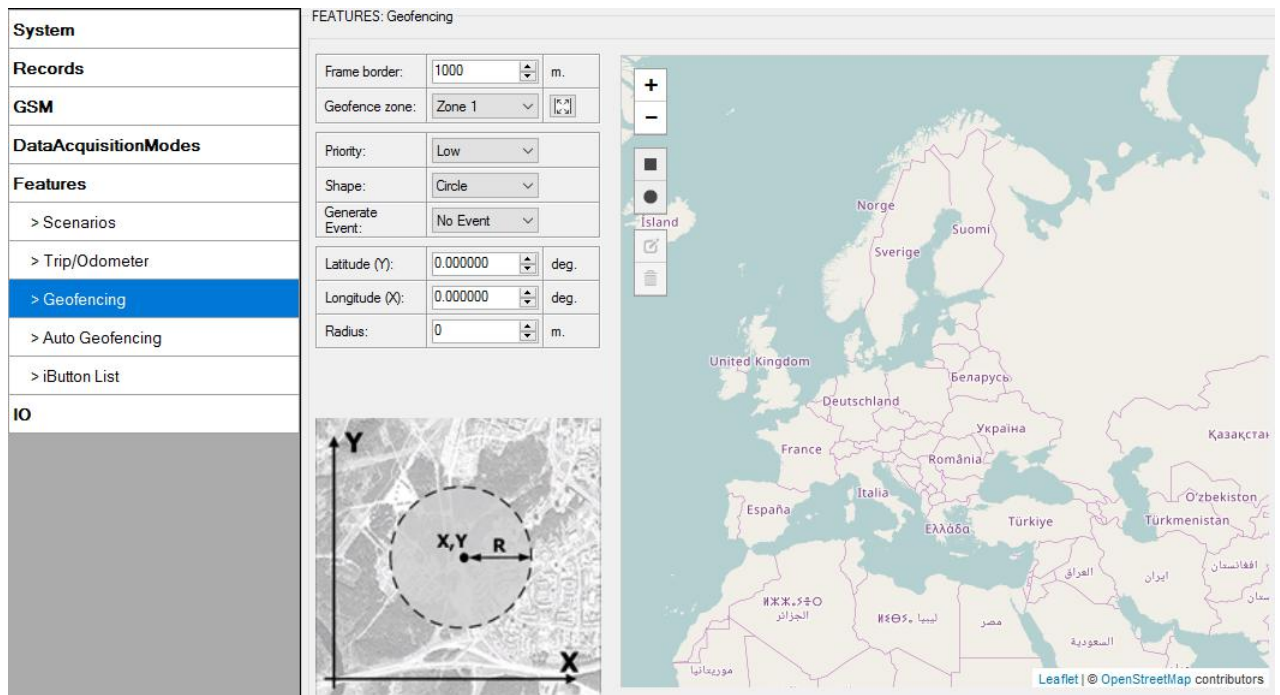 System
Records
GSM
DataAcquisitionModes
Features
> Scenarios
> Trip/Odometer
> Geofencing
> Auto Geofencing
> iButton List
IO
FEATURES: Geofencing
Frame border: 1000 m.
Geofence zone: Zone 1
Priority: Low
Shape: Circle
Generate
Event: No Event
Latitude (Y): 0.000000 deg.
Longitude (X): 0.000000 deg.
Radius: 0 m.
Y
X,Y R
X
+
−
Norge
Ísland
Suomi
Sverige
United Kingdom
Беларусь
Deutschland
Україна
France
Қазақстан
România
Italia
O'zbekiston
España
Türkiye
Türkmenistan
Ελλάδα
افغانستان
العراق
ايران
الجزائر
ليبيا
مصر
السعودية
موريتانيا
Leaflet | © OpenStreetMap contributors